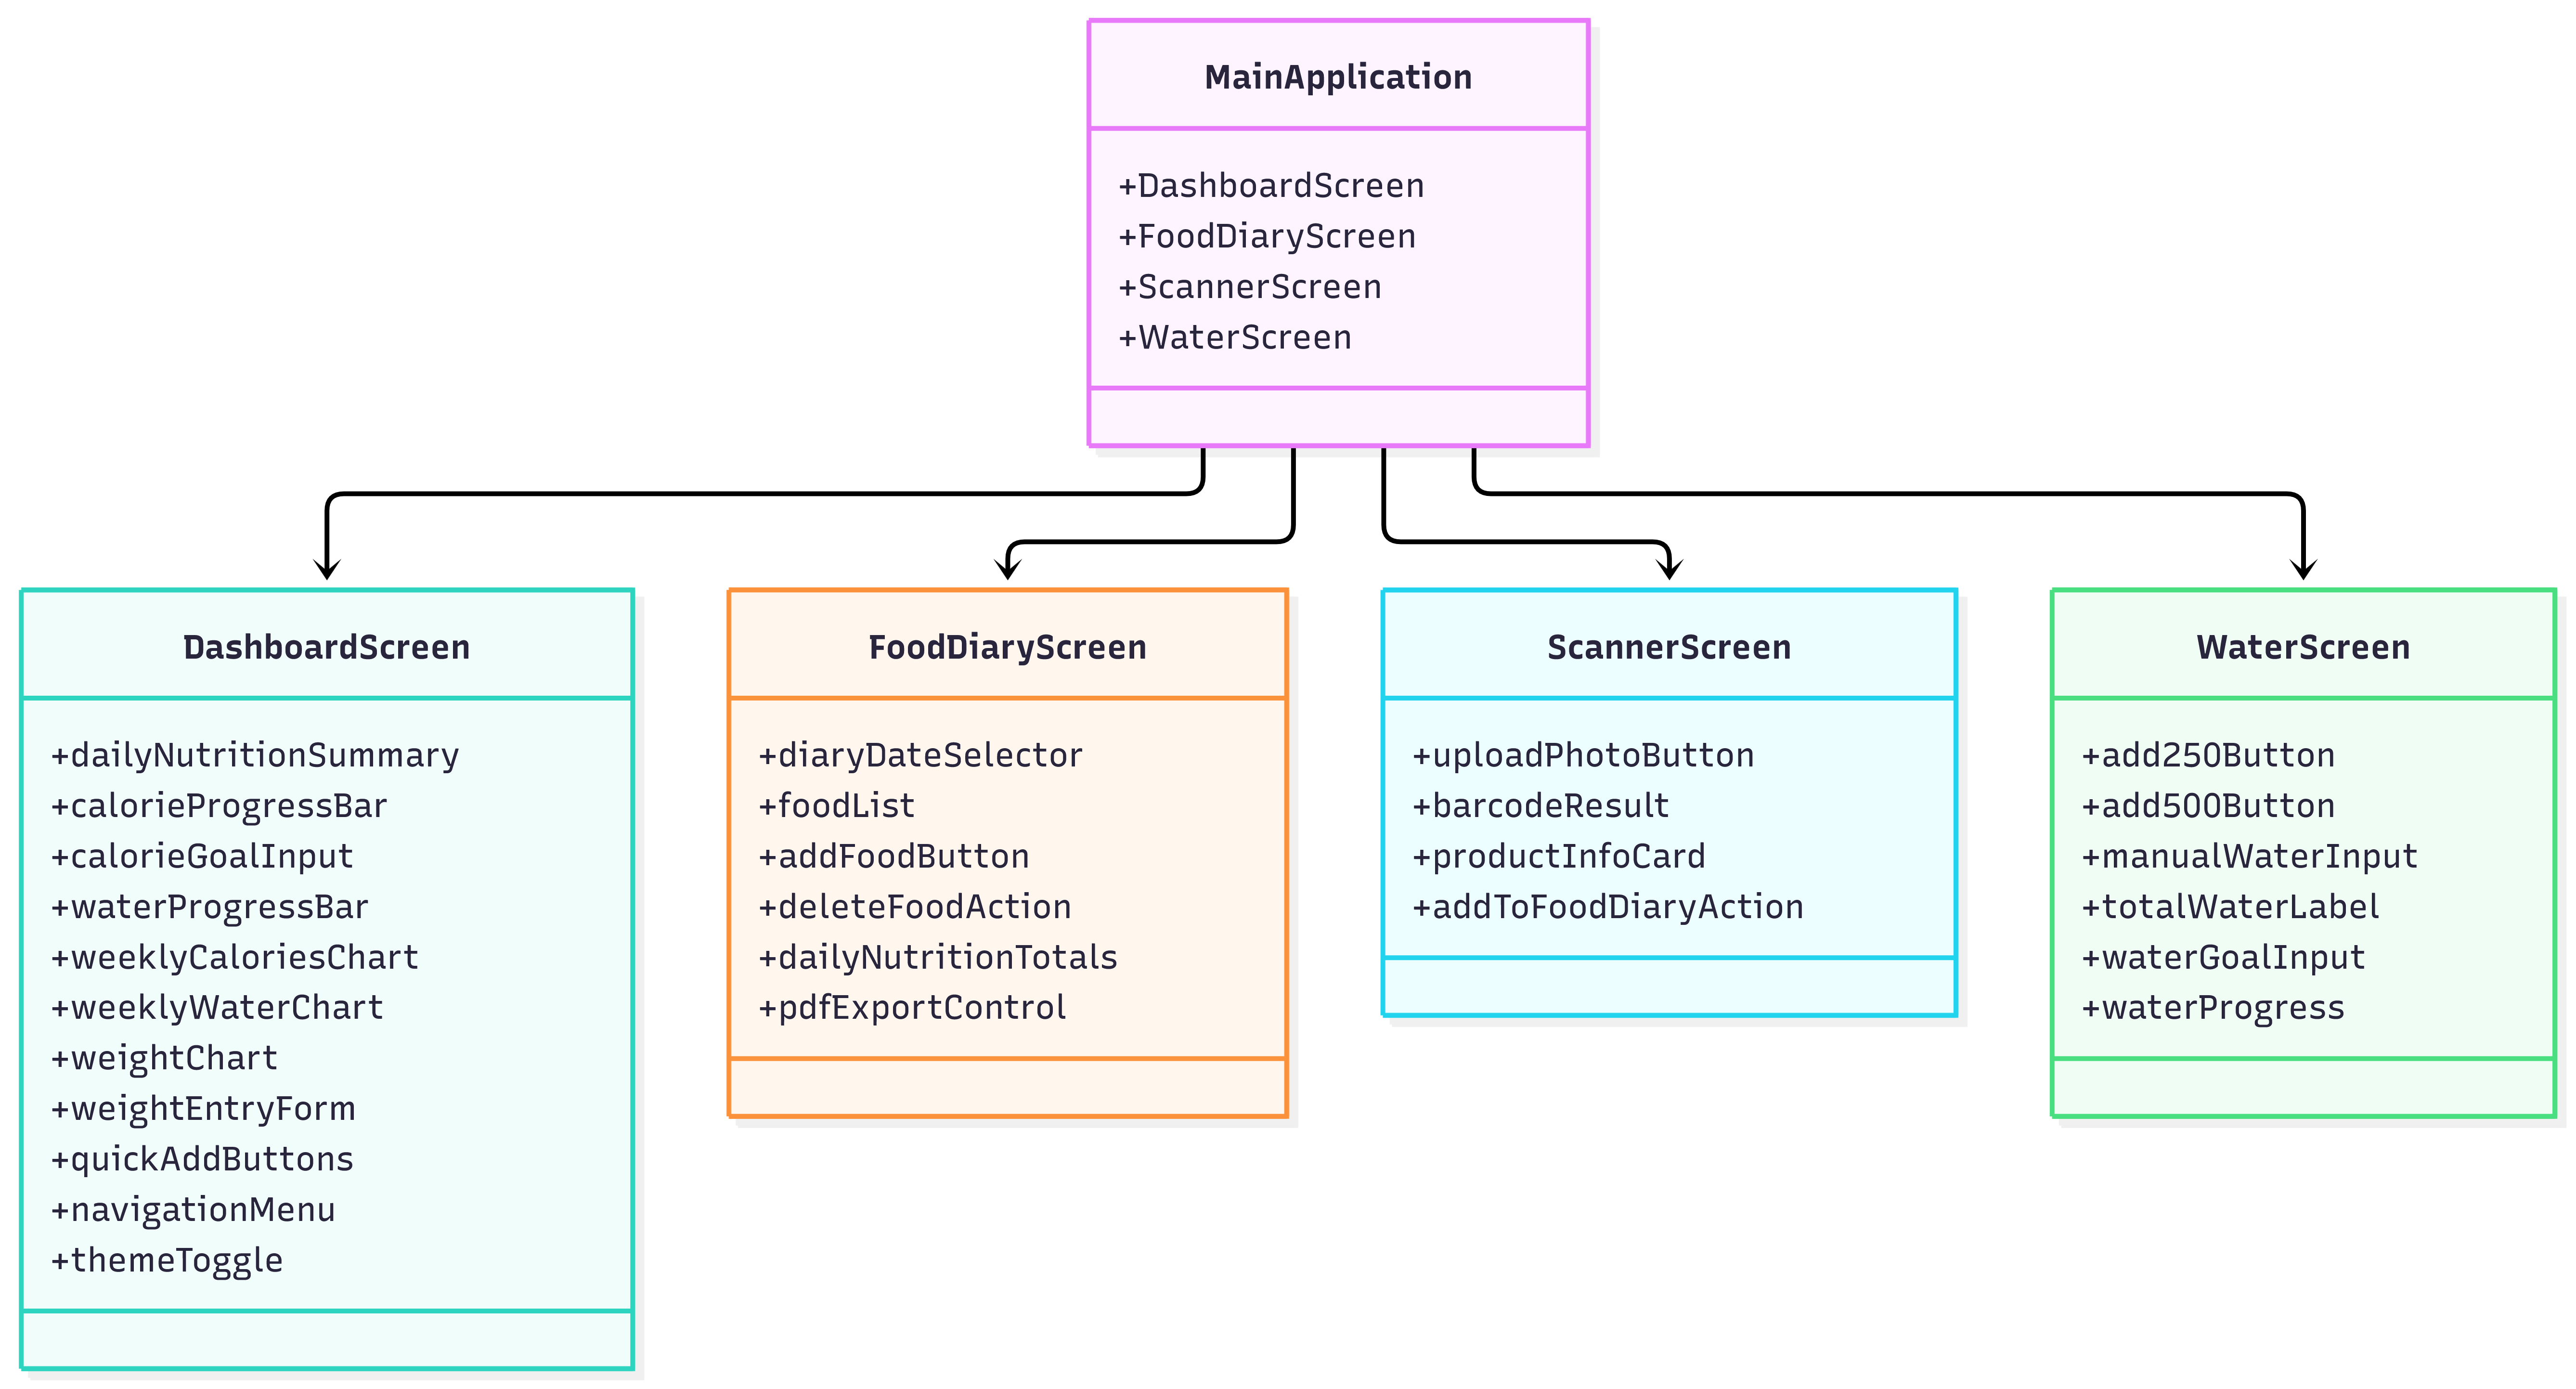 MainApplication
+DashboardScreen
+FoodDiaryScreen
+ScannerScreen
+WaterScreen
DashboardScreen
+dailyNutritionSummary
+calorieProgressBar
+calorieGoalInput
+waterProgressBar
+weeklyCaloriesChart
+weeklyWaterChart
+weightChart
+weightEntryForm
+quickAddButtons
+navigationMenu
+themeToggle
FoodDiaryScreen
+diaryDateSelector
+foodList
+addFoodButton
+deleteFoodAction
+dailyNutritionTotals
+pdfExportControl
ScannerScreen
+uploadPhotoButton
+barcodeResult
+productInfoCard
+addToFoodDiaryAction
WaterScreen
+add250Button
+add500Button
+manualWaterInput
+totalWaterLabel
+waterGoalInput
+waterProgress